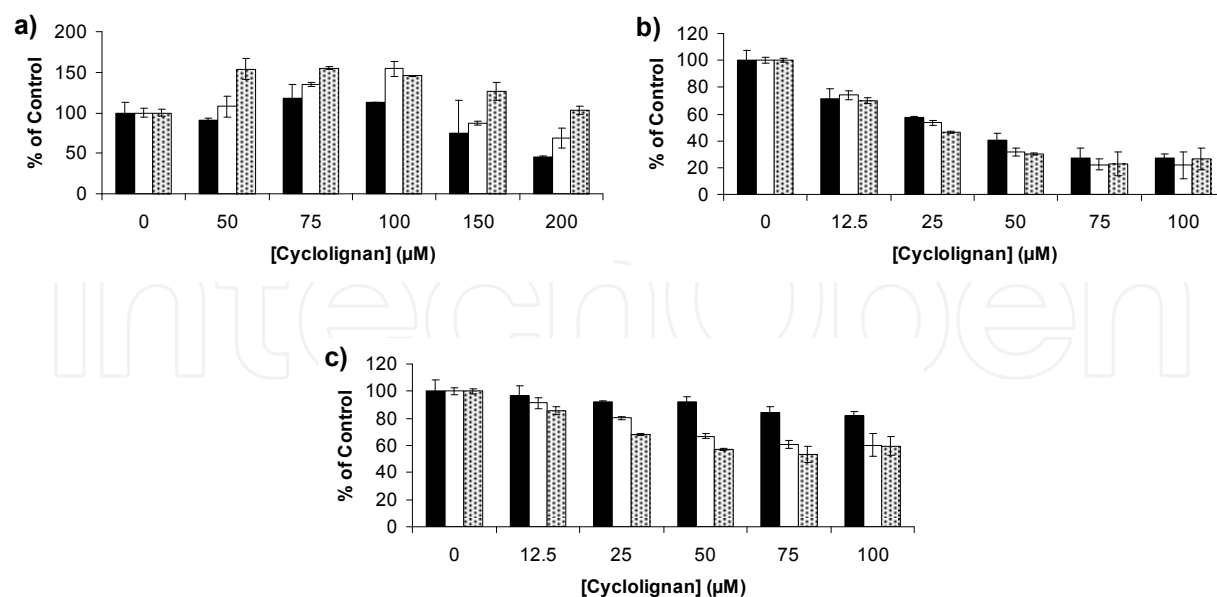 a)
% of Control
200
150
100
50
0
0 50 75 100 150 200
[Cyclolignan] (µM)
b)
% of Control
120
100
80
60
40
20
0
0 12.5 25 50 75 100
[Cyclolignan] (µM)
IntechOpen
c)
% of Control
120
100
80
60
40
20
0
0 12.5 25 50 75 100
[Cyclolignan] (µM)